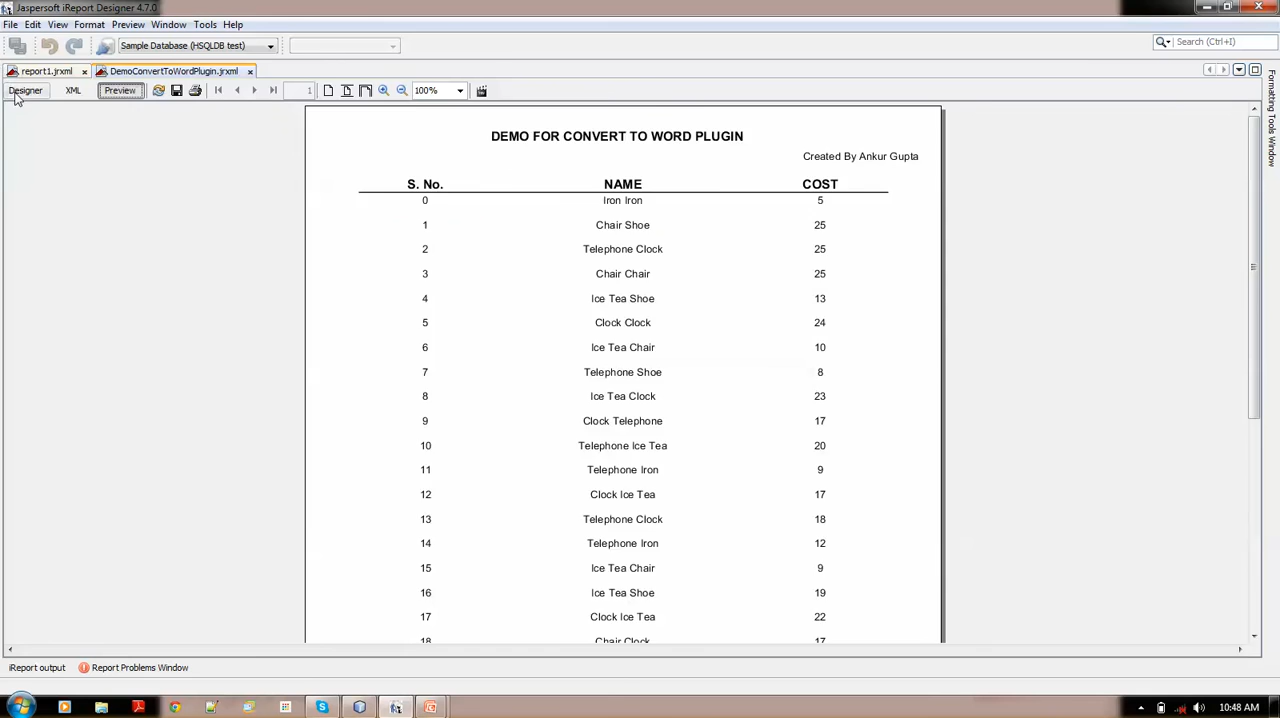 Jaspersoft iReport Designer 4.7.0
File Edit View Format Preview Window Tools Help
Sample Database (HSQLDB test)
Search (Ctrl+I)
report1.jrxml
DemoConvertToWordPlugin.jrxml
Designer XML Preview 1 100%
Formatting Tools Window
DEMO FOR CONVERT TO WORD PLUGIN
Created By Ankur Gupta
S. No. NAME COST
0 Iron Iron 5
1 Chair Shoe 25
2 Telephone Clock 25
3 Chair Chair 25
4 Ice Tea Shoe 13
5 Clock Clock 24
6 Ice Tea Chair 10
7 Telephone Shoe 8
8 Ice Tea Clock 23
9 Clock Telephone 17
10 Telephone Ice Tea 20
11 Telephone Iron 9
12 Clock Ice Tea 17
13 Telephone Clock 18
14 Telephone Iron 12
15 Ice Tea Chair 9
16 Ice Tea Shoe 19
17 Clock Ice Tea 22
18 Chair Clock 17
iReport output
Report Problems Window
10:48 AM